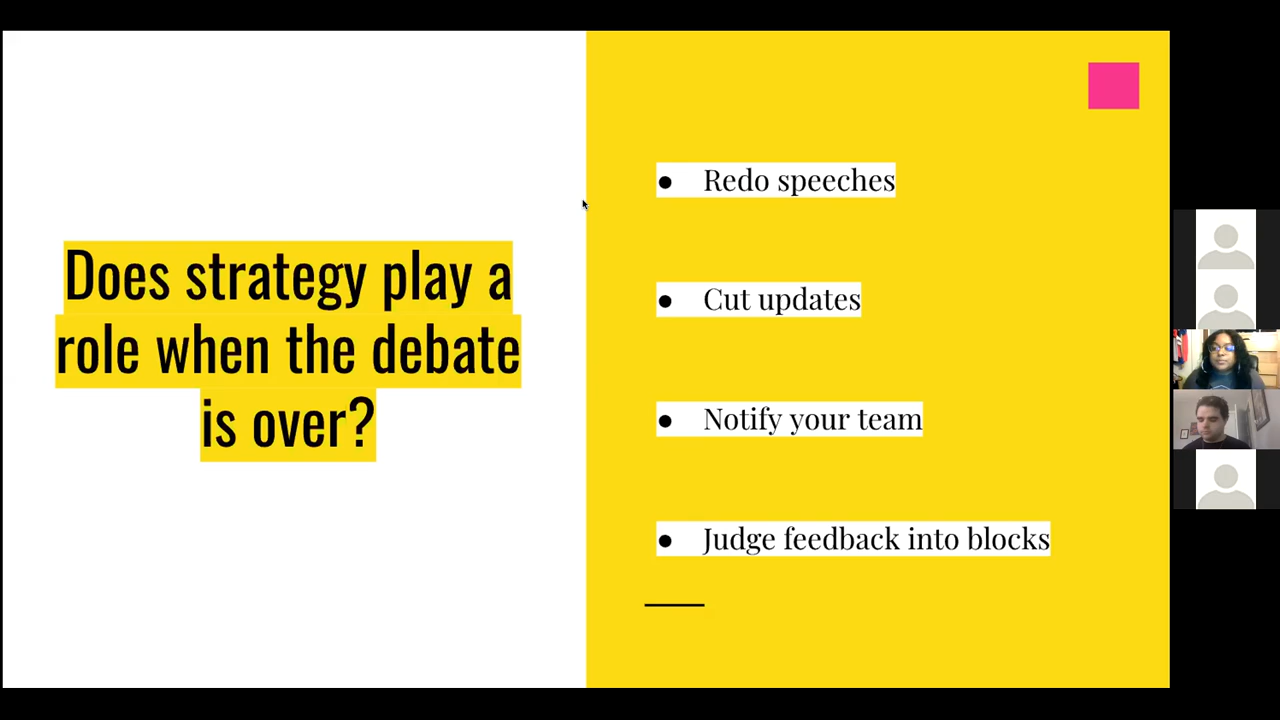 Does strategy play a
role when the debate
is over?
● Redo speeches
● Cut updates
● Notify your team
● Judge feedback into blocks